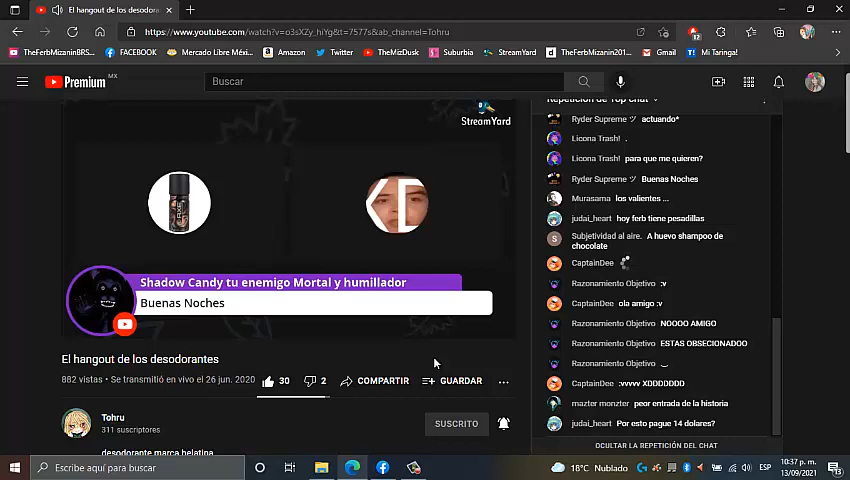 El hangout de los desodora
https://www.youtube.com/watch?v=o3sXZy_hiYg&t=7577s&ab_channel=Tohru
TheFerbMizaninBRS...
FACEBOOK
Mercado Libre Méxi...
Amazon
Twitter
TheMizDusk
Suburbia
StreamYard
TheFerbMizanin201...
Gmail
Mi Taringa!
12
Premium MX
Buscar
StreamYard
XD
AXE
Shadow Candy tu enemigo Mortal y humillador
Buenas Noches
El hangout de los desodorantes
882 vistas • Se transmitió en vivo el 26 jun. 2020
30
2
COMPARTIR
GUARDAR
Tohru
311 suscriptores
SUSCRITO
desodorante marca helatina
Repetición de Top Chat
Ryder Supreme ツ actuando*
Licona Trash! .
Licona Trash! para que me quieren?
Ryder Supreme ツ Buenas Noches
Murasama los valientes ...
judai_heart hoy ferb tiene pesadillas
S
Subjetividad al aire. A huevo shampoo de
chocolate
CaptainDee
Razonamiento Objetivo :v
CaptainDee ola amigo :v
Razonamiento Objetivo NOOOO AMIGO
Razonamiento Objetivo ESTAS OBSECIONADOO
Razonamiento Objetivo ._.
CaptainDee :vvvvv XDDDDDDD
mazter monzter peor entrada de la historia
judai_heart Por esto pague 14 dolares?
OCULTAR LA REPETICIÓN DEL CHAT
Escribe aquí para buscar
18°C Nublado
ESP
10:37 p. m.
13/09/2021
13